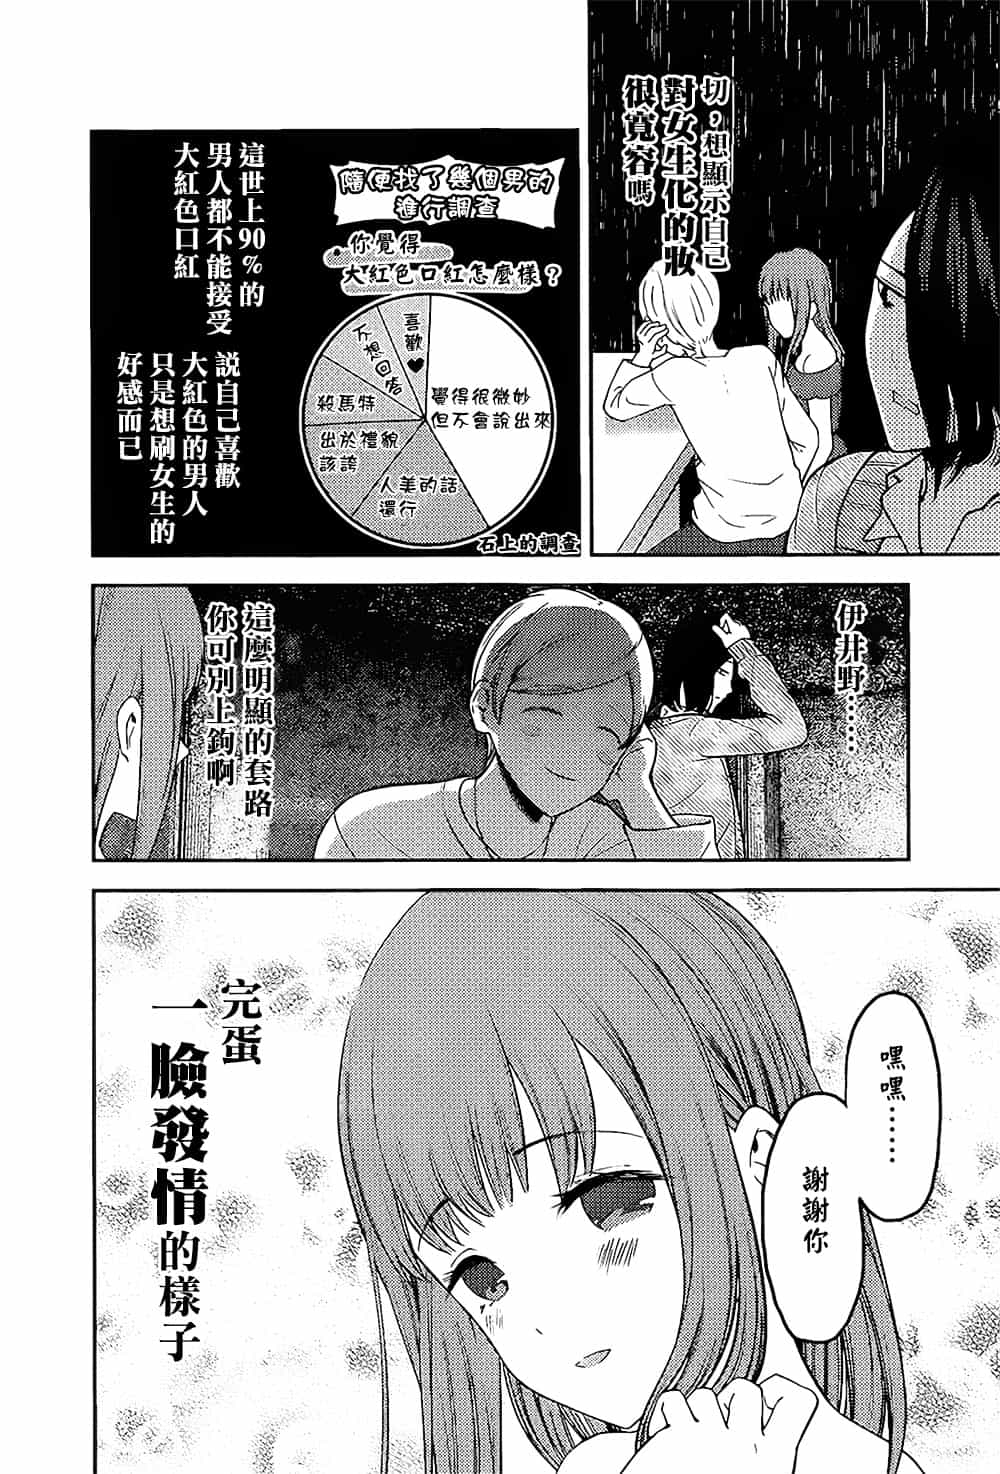 切，想顯示自己
對女生化的妝
很寬容嗎
隨便找了幾個男的
進行調查
·你覺得
大紅色口紅怎麼樣？
喜歡♥
不想回答
殺馬特
出於禮貌
該誇
人美的話
還行
覺得很微妙
但不會說出來
石上的調查
這世上90%的
男人都不能接受
大紅色口紅
說自己喜歡
大紅色的男人
只是想刷女生的
好感而已
伊井野……
這麼明顯的套路
你可別上鉤啊
嘿嘿……
謝謝你
完蛋
一臉發情的樣子